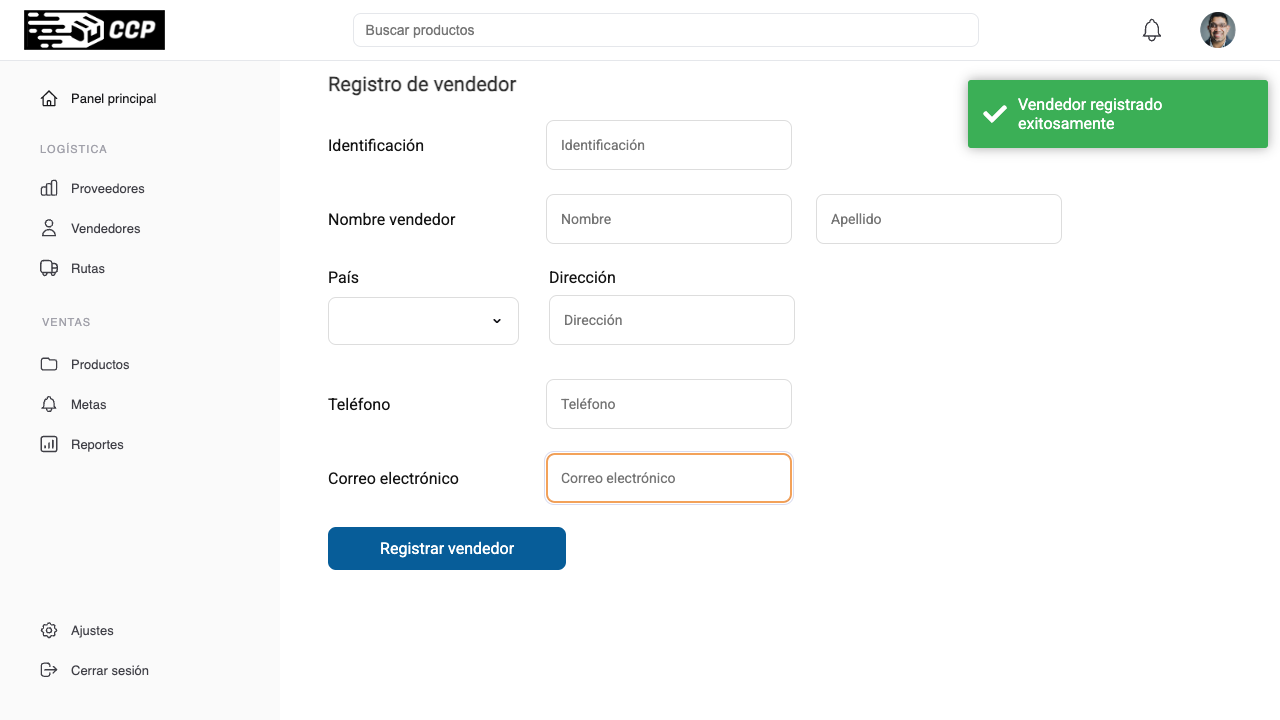 CCP
Buscar productos
Panel principal
LOGÍSTICA
Proveedores
Vendedores
Rutas
VENTAS
Productos
Metas
Reportes
Ajustes
Cerrar sesión
Registro de vendedor
Vendedor registrado
exitosamente
Identificación
Identificación
Nombre vendedor
Nombre
Apellido
País
Dirección
Dirección
Teléfono
Teléfono
Correo electrónico
Correo electrónico
Registrar vendedor